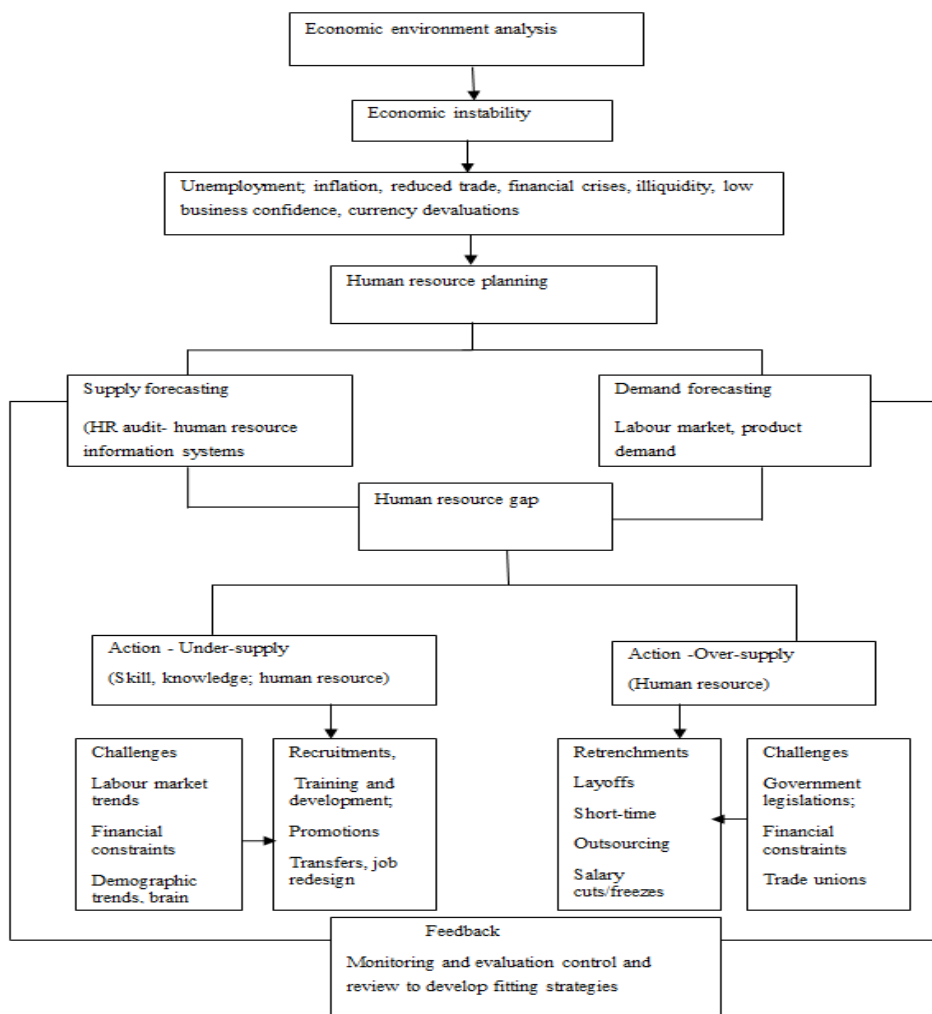 Economic environment analysis
Economic instability
Unemployment; inflation, reduced trade, financial crises, illiquidity, low
business confidence, currency devaluations
Human resource planning
Supply forecasting
(HR audit- human resource
information systems
Demand forecasting
Labour market, product
demand
Human resource gap
Action - Under-supply
(Skill, knowledge; human resource)
Action -Over-supply
(Human resource)
Challenges
Labour market
trends
Financial
constraints
Demographic
trends, brain
Recruitments,
Training and
development;
Promotions
Transfers, job
redesign
Retrenchments
Layoffs
Short-time
Outsourcing
Salary
cuts/freezes
Challenges
Government
legislations;
Financial
constraints
Trade unions
Feedback
Monitoring and evaluation control and
review to develop fitting strategies